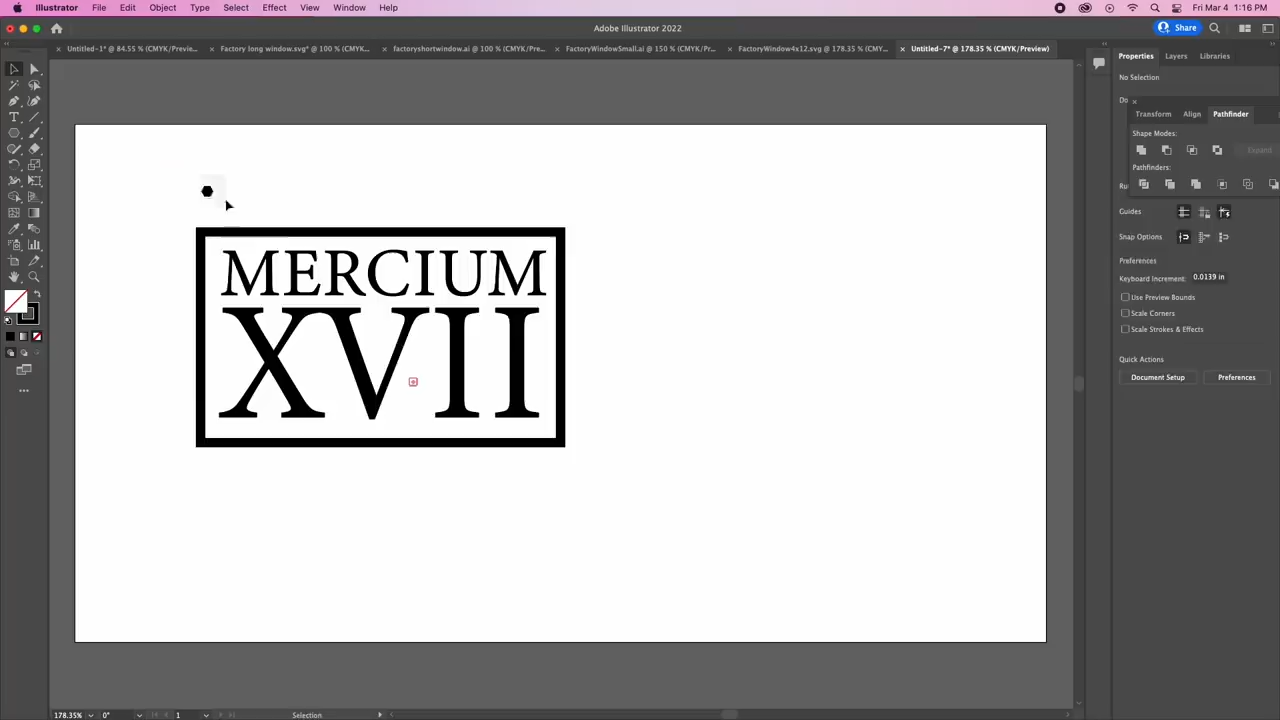 Illustrator File Edit Object Type Select Effect View Window Help
Fri Mar 4 1:16 PM
Adobe Illustrator 2022
Share
Untitled-1* @ 84.55 % (CMYK/Previe...
Factory long window.svg* @ 100 % (CMYK...
factoryshortwindow.ai @ 100 % (CMYK/Pre...
FactoryWindowSmall.ai @ 150 % (CMYK/Pr...
FactoryWindow4x12.svg @ 178.35 % (CMY...
Untitled-7* @ 178.35 % (CMYK/Preview)
Properties Layers Libraries
No Selection
Transform Align Pathfinder
Shape Modes:
Expand
Pathfinders:
Guides
Snap Options
Preferences
Keyboard Increment: 0.0139 in
Use Preview Bounds
Scale Corners
Scale Strokes & Effects
Quick Actions
Document Setup Preferences
MERCIUM
XVII
178.35% 0° 1 Selection